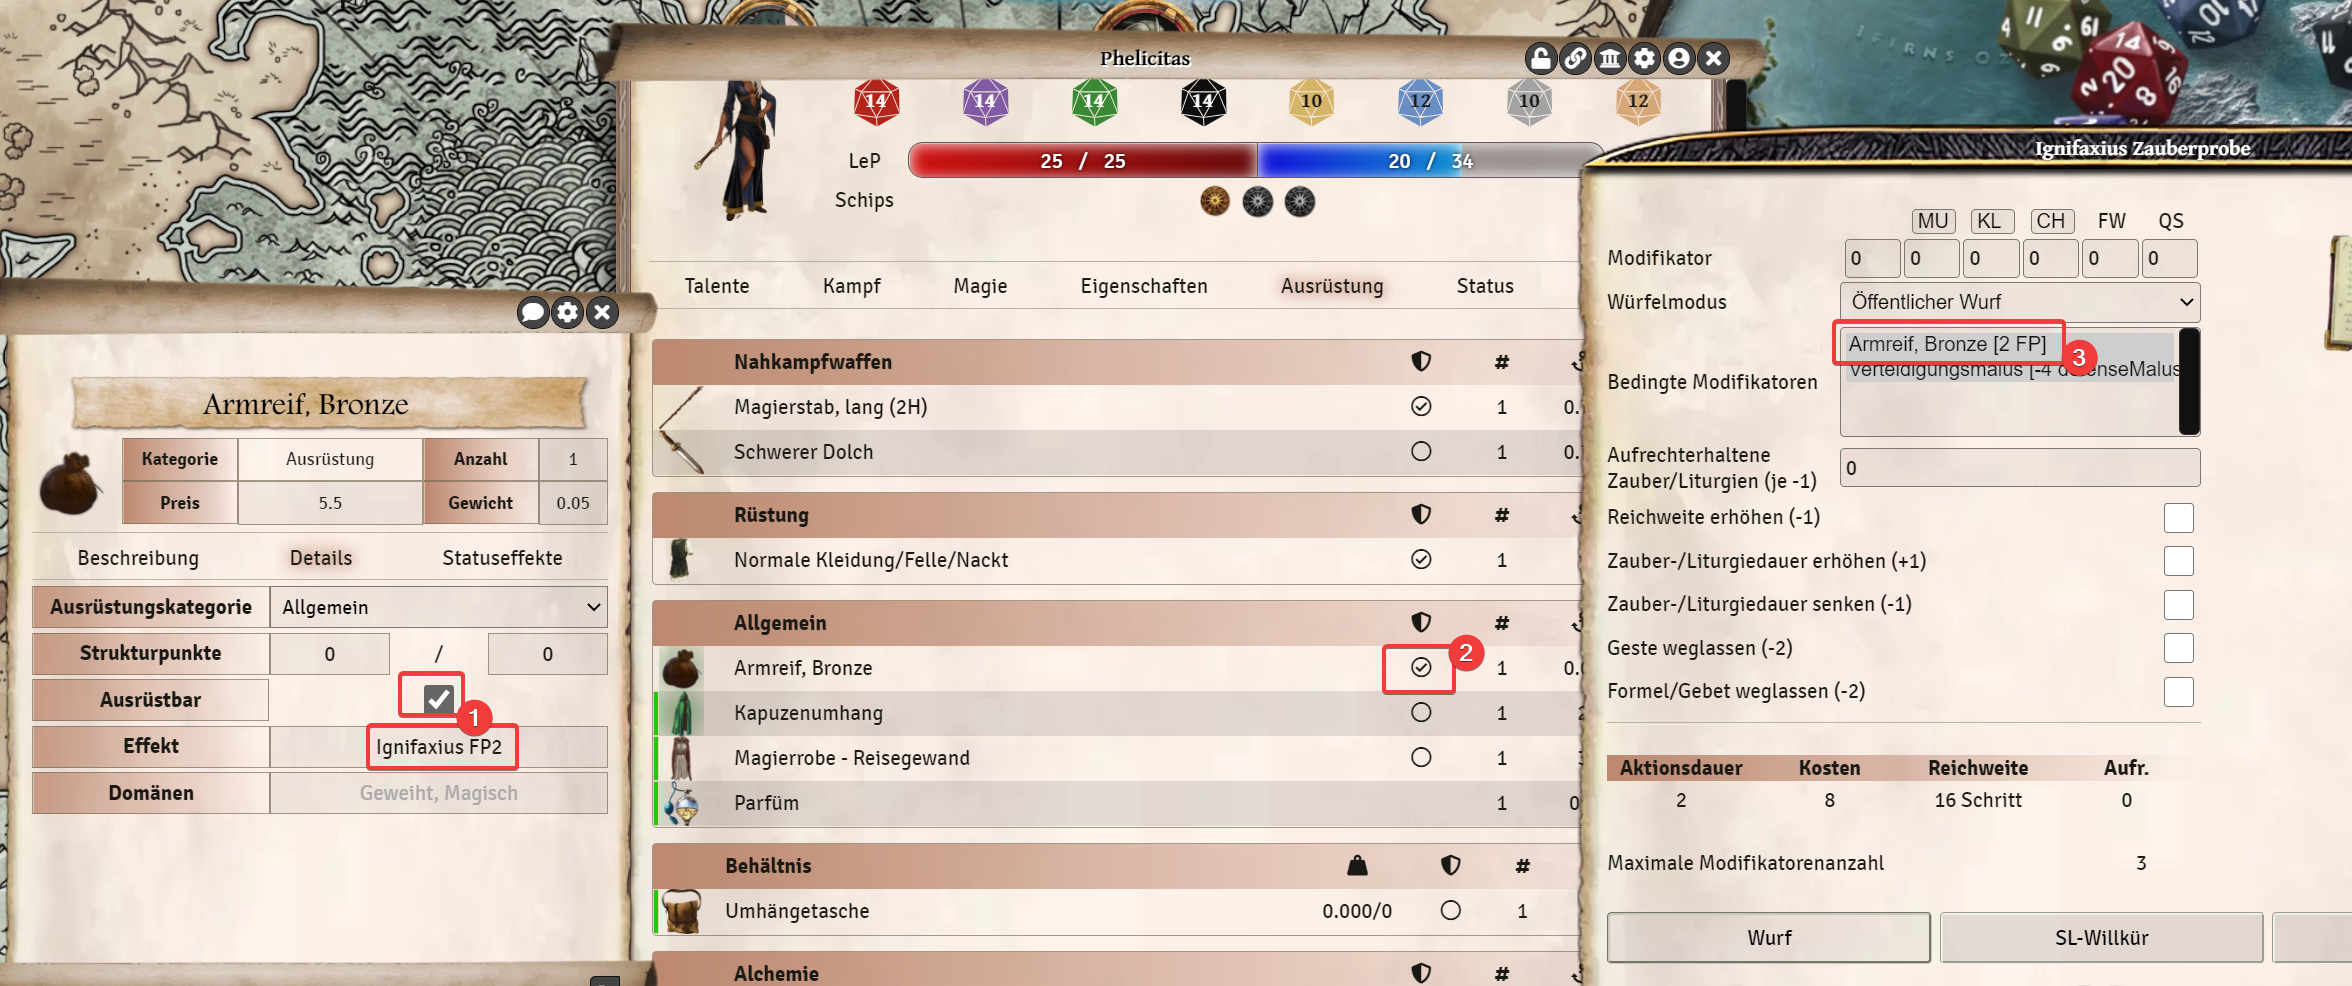 Phelicitas
14 14 14 14 10 12 10 12
LeP 25 / 25 20 / 34
Schips
Talente Kampf Magie Eigenschaften Ausrüstung Status
Nahkampfwaffen #
Magierstab, lang (2H) 1 0.
Schwerer Dolch 1 0.
Rüstung #
Normale Kleidung/Felle/Nackt 1
Allgemein #
Armreif, Bronze 2 1 0.
Kapuzenumhang 1
Magierrobe - Reisegewand 1
Parfüm 1 0
Behältnis #
Umhängetasche 0.000/0 1
Alchemie #
Armreif, Bronze
Kategorie Ausrüstung Anzahl 1
Preis 5.5 Gewicht 0.05
Beschreibung Details Statuseffekte
Ausrüstungskategorie Allgemein
Strukturpunkte 0 / 0
Ausrüstbar 1
Effekt Ignifaxius FP2
Domänen Geweiht, Magisch
Ignifaxius Zauberprobe
MU KL CH FW QS
Modifikator 0 0 0 0 0 0
Würfelmodus Öffentlicher Wurf
Bedingte Modifikatoren
Armreif, Bronze [2 FP] 3
Verteidigungsmalus [-4
Aufrechterhaltene
Zauber/Liturgien (je -1) 0
Reichweite erhöhen (-1)
Zauber-/Liturgiedauer erhöhen (+1)
Zauber-/Liturgiedauer senken (-1)
Geste weglassen (-2)
Formel/Gebet weglassen (-2)
Aktionsdauer Kosten Reichweite Aufr.
2 8 16 Schritt 0
Maximale Modifikatorenanzahl 3
Wurf SL-Willkür